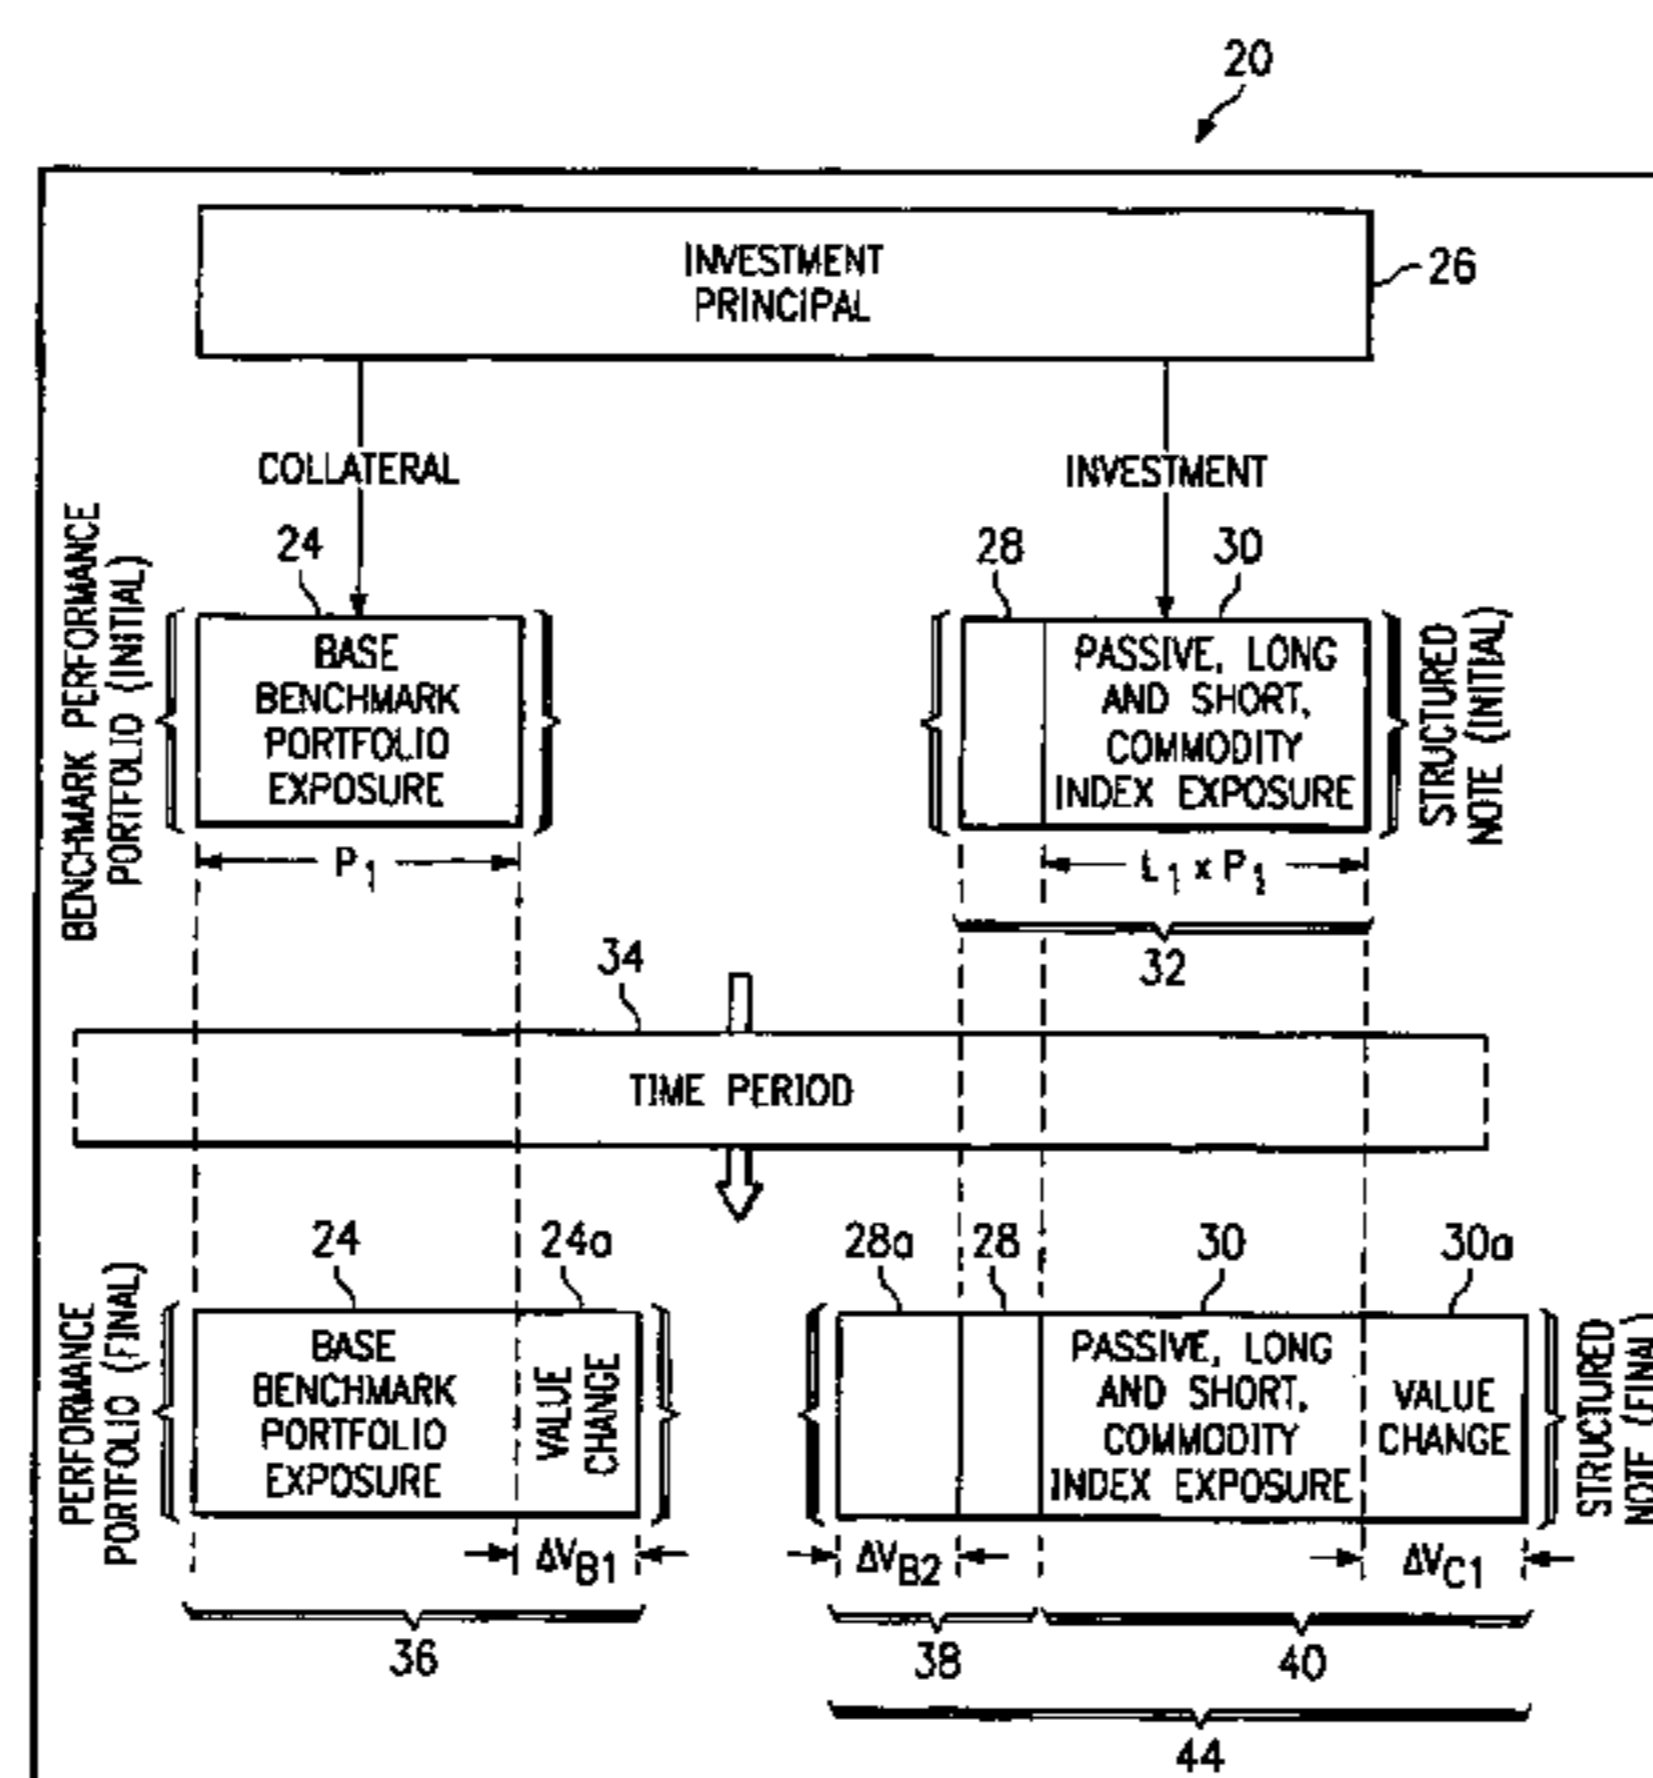 20
INVESTMENT
PRINCIPAL
26
COLLATERAL
INVESTMENT
BENCHMARK PERFORMANCE
PORTFOLIO (INITIAL)
24
BASE
BENCHMARK
PORTFOLIO
EXPOSURE
28
30
PASSIVE, LONG
AND SHORT,
COMMODITY
INDEX EXPOSURE
STRUCTURED
NOTE (INITIAL)
P1
L1 x P1
32
34
TIME PERIOD
PERFORMANCE
PORTFOLIO (FINAL)
24
24a
BASE
BENCHMARK
PORTFOLIO
EXPOSURE
VALUE
CHANGE
28a
28
30
30a
PASSIVE, LONG
AND SHORT,
COMMODITY
INDEX EXPOSURE
VALUE
CHANGE
STRUCTURED
NOTE (FINAL)
ΔVB1
ΔVB2
ΔVC1
36
38
40
44